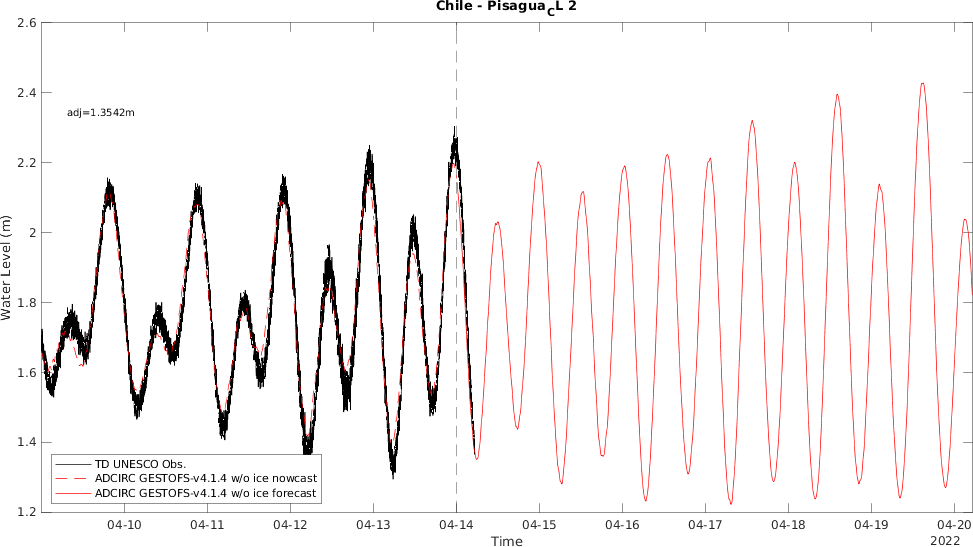 Chile - Pisagua_CL 2
2.6
2.4
2.2
2
1.8
1.6
1.4
1.2
Water Level (m)
adj=1.3542m
TD UNESCO Obs.
ADCIRC GESTOFS-v4.1.4 w/o ice nowcast
ADCIRC GESTOFS-v4.1.4 w/o ice forecast
04-10 04-11 04-12 04-13 04-14 04-15 04-16 04-17 04-18 04-19 04-20
Time
2022